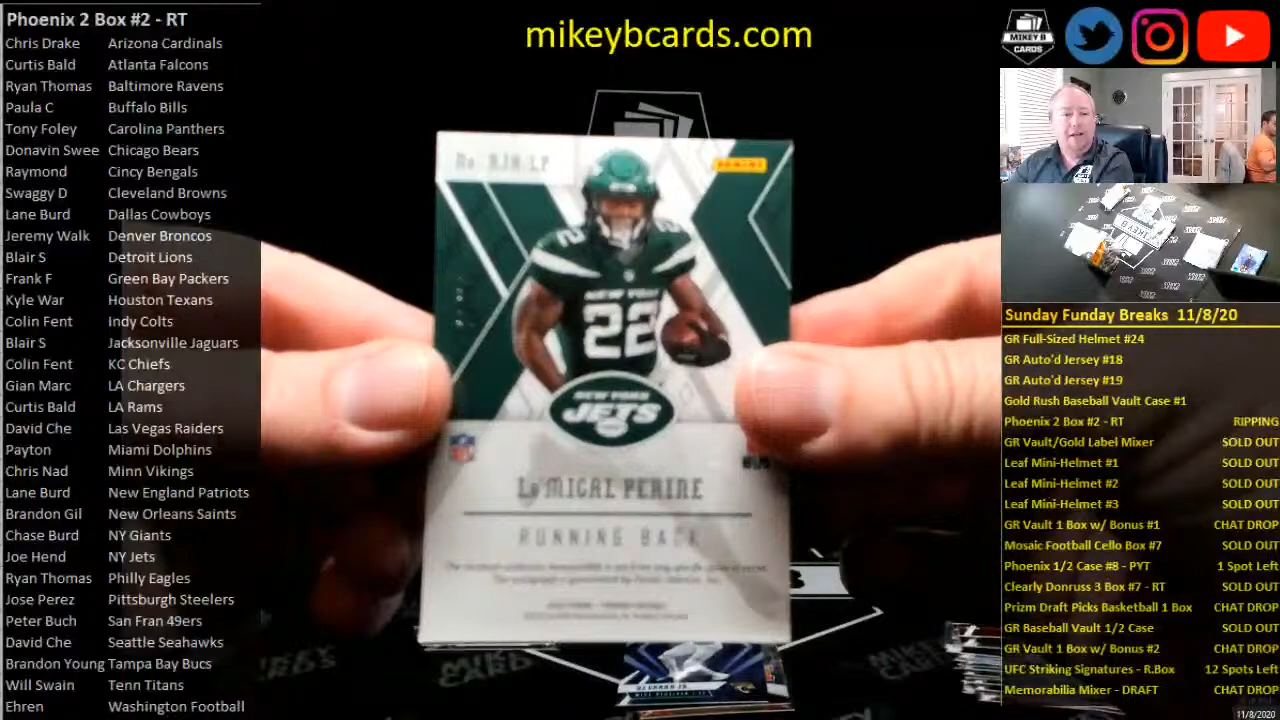 Phoenix 2 Box #2 - RT
Chris Drake Arizona Cardinals
Curtis Bald Atlanta Falcons
Ryan Thomas Baltimore Ravens
Paula C Buffalo Bills
Tony Foley Carolina Panthers
Donavin Swee Chicago Bears
Ray Cincy Bengals
Swaggy D Cleveland Browns
Lane Burd Dallas Cowboys
Jeremy Walk Denver Broncos
Blair S Detroit Lions
Frank F Green Bay Packers
Kyle War Houston Texans
Colin Fent Indy Colts
Blair S Jacksonville Jaguars
Colin Fent KC Chiefs
Gian Marc LA Chargers
Curtis Bald LA Rams
David Che Las Vegas Raiders
Payton Miami Dolphins
Chris Nad Minn Vikings
Lane Burd New England Patriots
Brandon Gil New Orleans Saints
Chase Burd NY Giants
Joe Hend NY Jets
Ryan Thomas Philly Eagles
Jose Perez Pittsburgh Steelers
Peter Buch San Fran 49ers
David Che Seattle Seahawks
Brandon Young Tampa Bay Bucs
Will Swain Tenn Titans
Ehren Washington Football
mikeybcards.com
No. RJA-LP
PANINI
NEW YORK
22
NEW YORK
JETS
La'MICAL PERINE
RUNNING BACK
MIKEY B
CARDS
Sunday Funday Breaks 11/8/20
GR Full-Sized Helmet #24
GR Auto'd Jersey #18
GR Auto'd Jersey #19
Gold Rush Baseball Vault Case #1
Phoenix 2 Box #2 - RT RIPPING
GR Vault/Gold Label Mixer SOLD OUT
Leaf Mini-Helmet #1 SOLD OUT
Leaf Mini-Helmet #2 SOLD OUT
Leaf Mini-Helmet #3 SOLD OUT
GR Vault 1 Box w/ Bonus #1 CHAT DROP
Mosaic Football Cello Box #7 SOLD OUT
Phoenix 1/2 Case #8 - PYT 1 Spot Left
Clearly Donruss 3 Box #7 - RT SOLD OUT
Prizm Draft Picks Basketball 1 Box CHAT DROP
GR Baseball Vault 1/2 Case SOLD OUT
GR Vault 1 Box w/ Bonus #2 CHAT DROP
UFC Striking Signatures - R.Box 12 Spots Left
Memorabilia Mixer - DRAFT CHAT DROP
11/8/2020